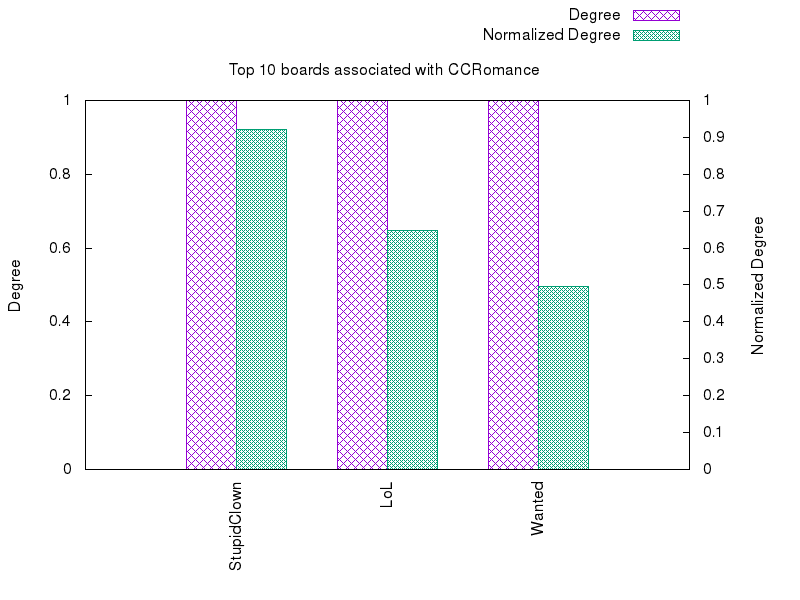 Degree
Normalized Degree
Top 10 boards associated with CCRomance
1
0.8
0.6
0.4
0.2
0
1
0.9
0.8
0.7
0.6
0.5
0.4
0.3
0.2
0.1
0
Degree
Normalized Degree
StupidClown
LoL
Wanted